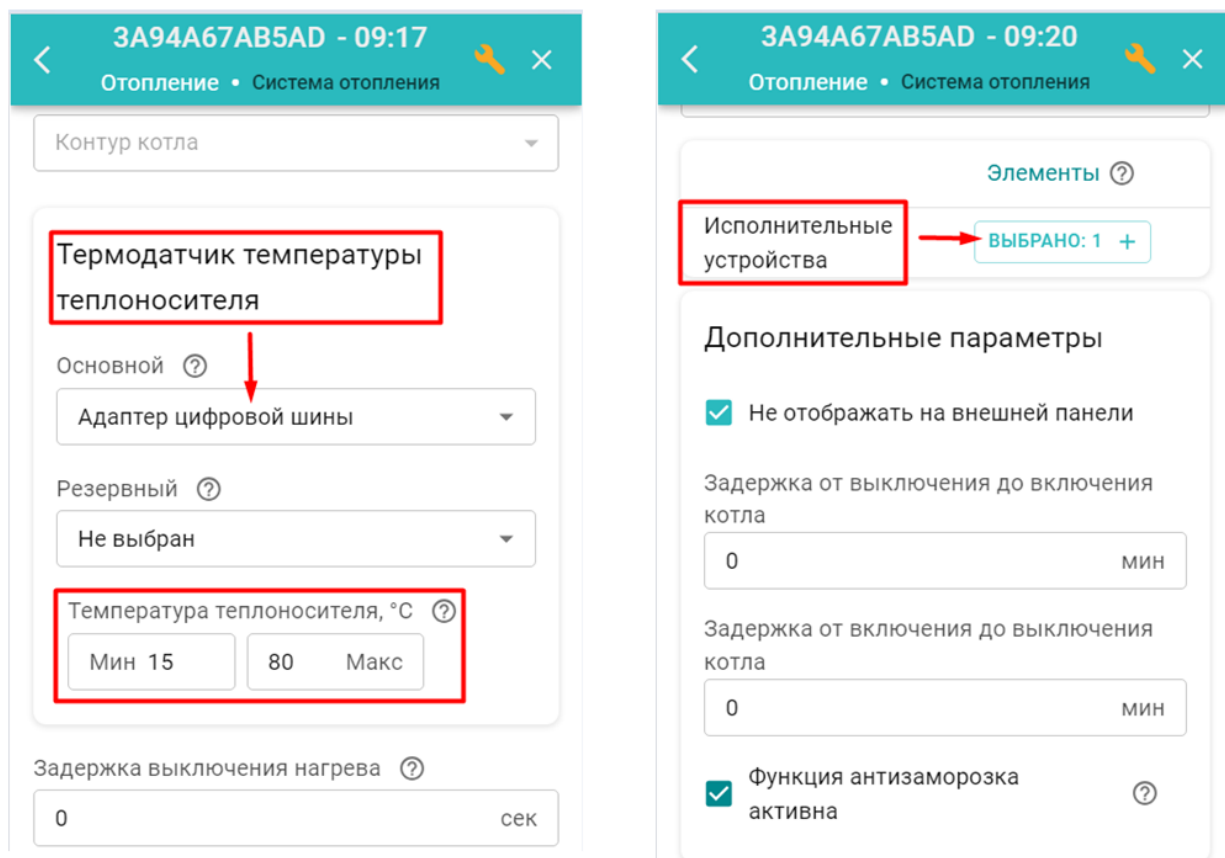 3A94A67AB5AD - 09:17
Отопление • Система отопления
Контур котла
Термодатчик температуры
теплоносителя
Основной
Адаптер цифровой шины
Резервный
Не выбран
Температура теплоносителя, °C
Мин 15
80 Макс
Задержка выключения нагрева
0 сек
3A94A67AB5AD - 09:20
Отопление • Система отопления
Элементы
Исполнительные
устройства
ВЫБРАНО: 1 +
Дополнительные параметры
Не отображать на внешней панели
Задержка от выключения до включения
котла
0 мин
Задержка от включения до выключения
котла
0 мин
Функция антизаморозка
активна